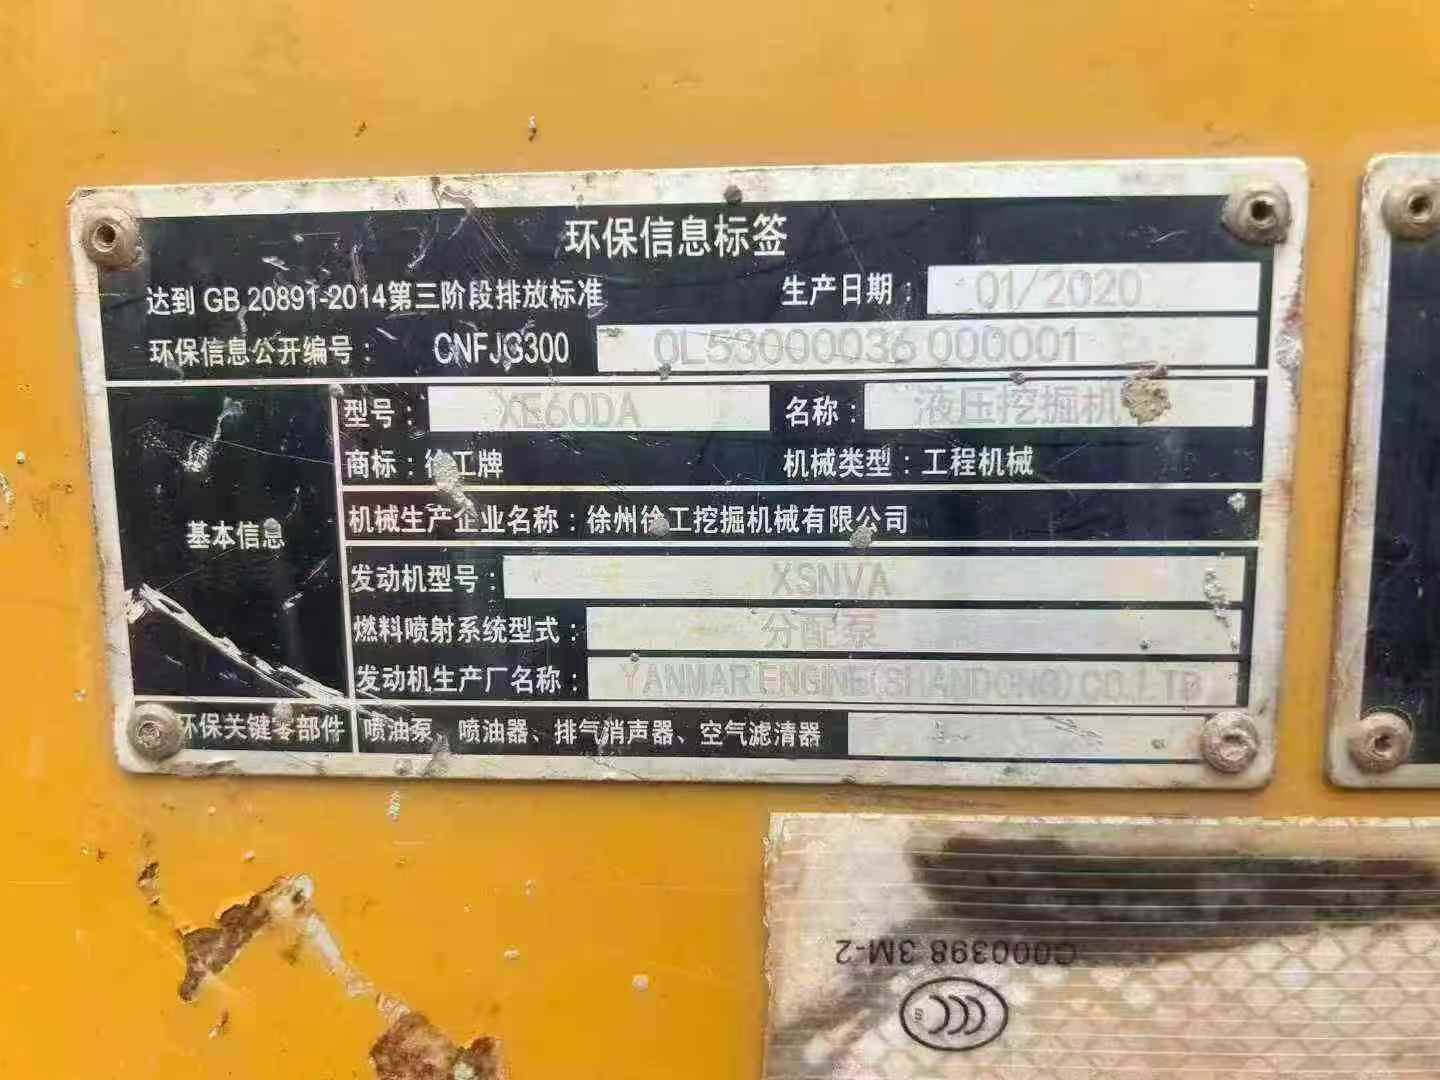 环保信息标签
达到 GB 20891-2014第三阶段排放标准 生产日期： 01/2020
环保信息公开编号： CNFJG300 0L53000036 000001
型号： XE60DA 名称： 液压挖掘机
商标：徐工牌 机械类型：工程机械
基本信息 机械生产企业名称：徐州徐工挖掘机械有限公司
发动机型号： XSNVA
燃料喷射系统型式： 分配泵
发动机生产厂名称： YANMAR ENGINE(SHANDONG)CO.,LTD
环保关键零部件 喷油泵、喷油器、排气消声器、空气滤清器
G000398 3M-2
CCC
S